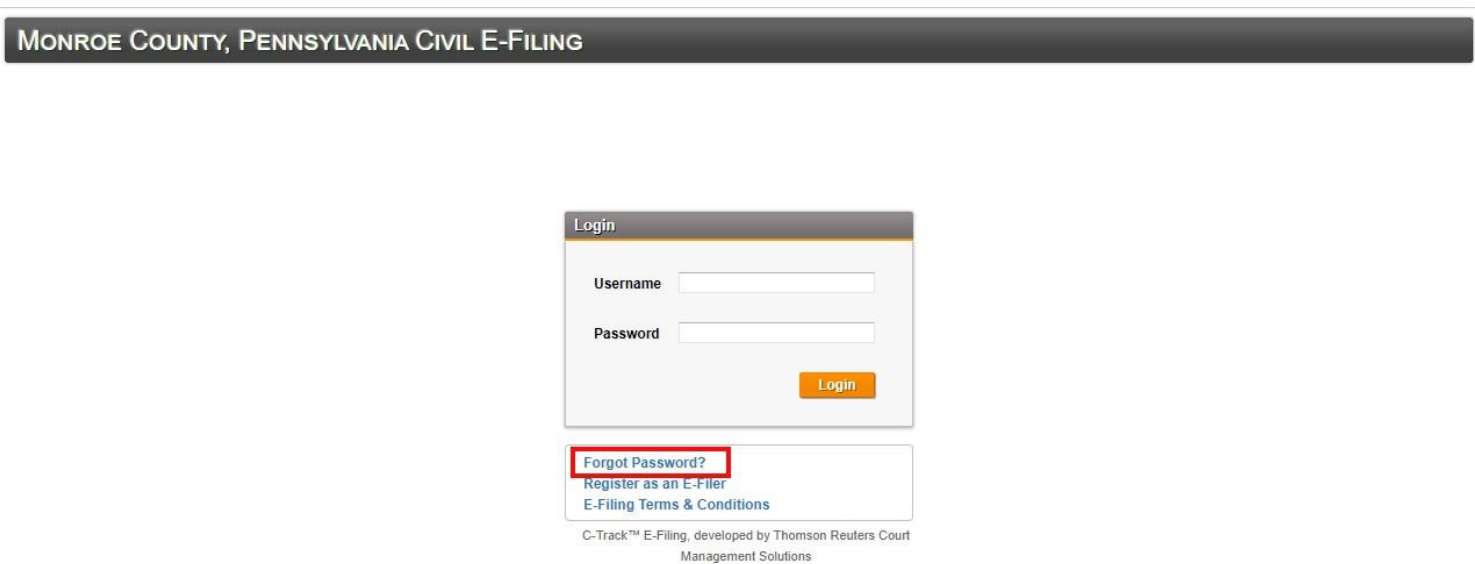 Monroe County, Pennsylvania Civil E-Filing
Login
Username
Password
Login
Forgot Password?
Register as an E-Filer
E-Filing Terms & Conditions
C-Track™ E-Filing, developed by Thomson Reuters Court
Management Solutions